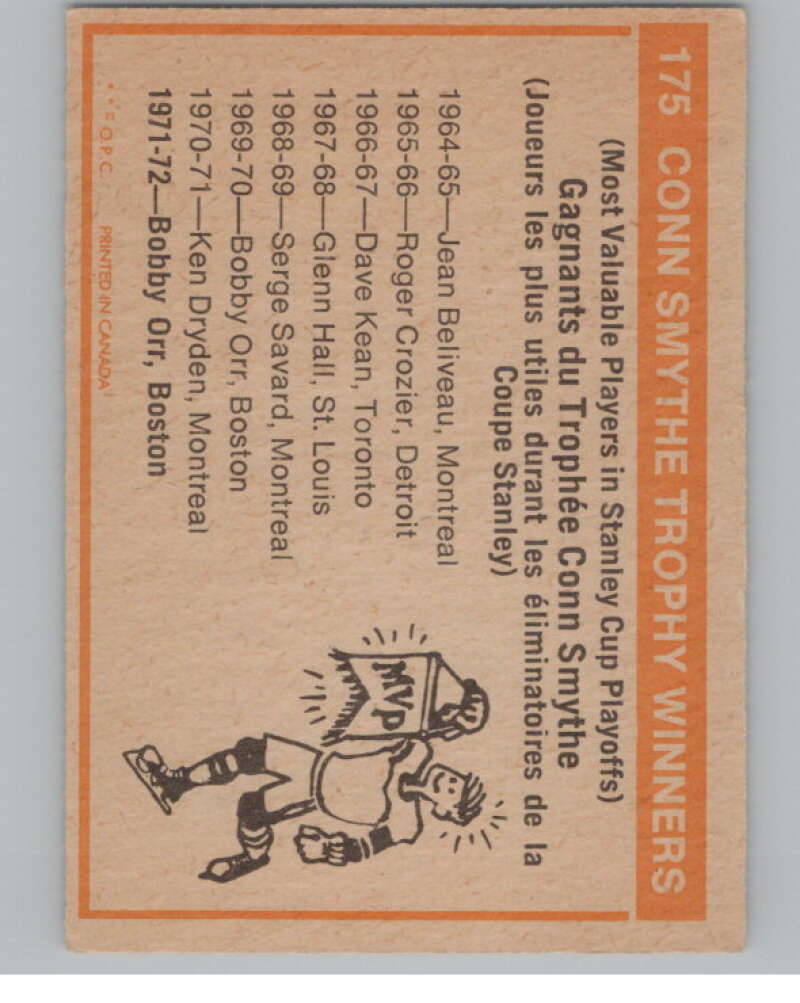 175 CONN SMYTHE TROPHY WINNERS
(Most Valuable Players in Stanley Cup Playoffs)
Gagnants du Trophée Conn Smythe
(Joueurs les plus utiles durant les éliminatoires de la
Coupe Stanley)
1964-65—Jean Beliveau, Montreal
1965-66—Roger Crozier, Detroit
1966-67—Dave Kean, Toronto
1967-68—Glenn Hall, St. Louis
1968-69—Serge Savard, Montreal
1969-70—Bobby Orr, Boston
1970-71—Ken Dryden, Montreal
1971-72—Bobby Orr, Boston
MVP
**©O.P.C. PRINTED IN CANADA